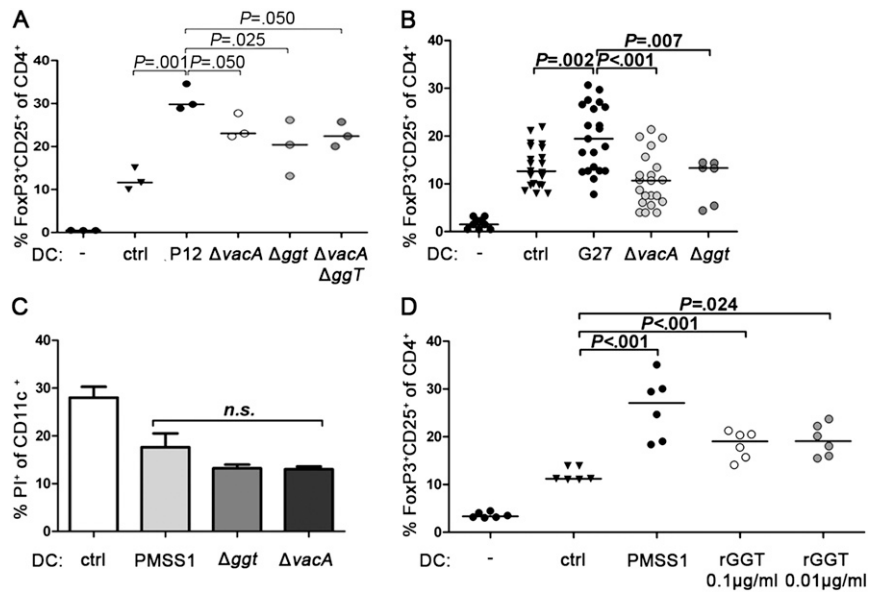 A
P=.050
P=.025
P=.001 P=.050
% FoxP3⁺CD25⁺ of CD4⁺
40
30
20
10
0
DC: - ctrl .P12 ΔvacA Δggt ΔvacA
ΔggT
B
P=.007
P=.002 P<.001
% FoxP3⁺CD25⁺ of CD4⁺
40
30
20
10
0
DC: - ctrl G27 ΔvacA Δggt
C
n.s.
% PI⁺ of CD11c⁺
40
30
20
10
0
DC: ctrl PMSS1 Δggt ΔvacA
D
P=.024
P<.001
P<.001
% FoxP3⁺CD25⁺ of CD4⁺
40
30
20
10
0
DC: - ctrl PMSS1 rGGT rGGT
0.1µg/ml 0.01µg/ml